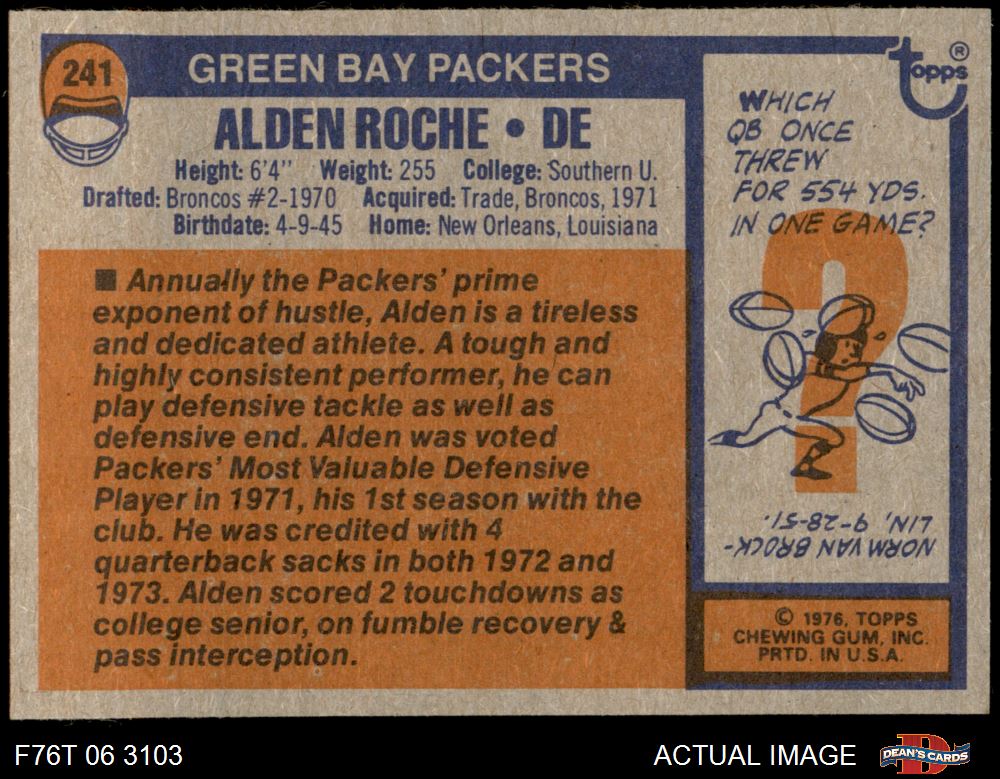 241
GREEN BAY PACKERS
ALDEN ROCHE • DE
Height: 6'4" Weight: 255 College: Southern U.
Drafted: Broncos #2-1970 Acquired: Trade, Broncos, 1971
Birthdate: 4-9-45 Home: New Orleans, Louisiana
■ Annually the Packers' prime
exponent of hustle, Alden is a tireless
and dedicated athlete. A tough and
highly consistent performer, he can
play defensive tackle as well as
defensive end. Alden was voted
Packers' Most Valuable Defensive
Player in 1971, his 1st season with the
club. He was credited with 4
quarterback sacks in both 1972 and
1973. Alden scored 2 touchdowns as
college senior, on fumble recovery &
pass interception.
topps®
WHICH
QB ONCE
THREW
FOR 554 YDS.
IN ONE GAME?
?
NORM VAN BROCK-
LIN, 9-28-51.
© 1976, TOPPS
CHEWING GUM, INC.
PRTD. IN U.S.A.
F76T 06 3103
ACTUAL IMAGE
DEAN'S CARDS